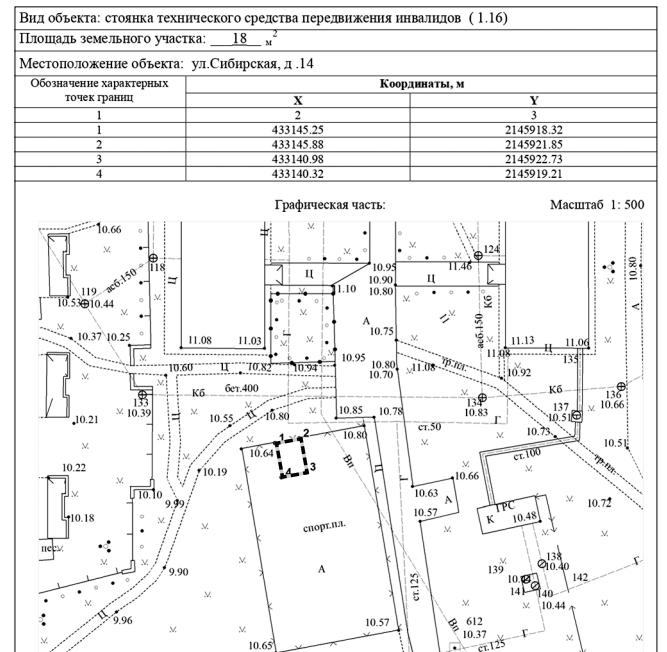 Вид объекта: стоянка технического средства передвижения инвалидов ( 1.16)
Площадь земельного участка: 18 м²
Местоположение объекта: ул.Сибирская, д .14
Обозначение характерных точек границ
Координаты, м
X Y
1 2 3
1 433145.25 2145918.32
2 433145.88 2145921.85
3 433140.98 2145922.73
4 433140.32 2145919.21
Графическая часть: Масштаб 1: 500
10.66
Ц
124
118
Ц
Ц
10.95
11.46
10.80
119
асб.150
10.53
10.44
Ц
1.10
10.90
10.80
Ц
Кб
А
10.37
10.25
11.08
11.03
Г
А
10.75
асб.150
11.13
11.06
135
10.60
Ц
10.82
10.94
10.95
10.80
10.70
11.08
тр.пл.
11.08
Ц
10.92
133
10.39
Кб
бет.400
134
10.83
Кб
136
10.66
137
10.51
10.21
Ц
10.55
Ц
10.80
10.85
10.78
Г
10.80
ст.50
10.73
10.51
10.64
1
2
3
4
Вп
Ц
ст.100
тр.пл.
10.22
10.19
10.10
10.66
10.63
Г
А
10.72
9.99
10.57
ГРС
К
10.48
10.18
спорт.пл.
пес.
А
138
10.40
139
141
140
10.44
142
Г
9.90
ст.125
Ц
9.96
10.65
10.57
Вп
612
10.37
Г
ст.125